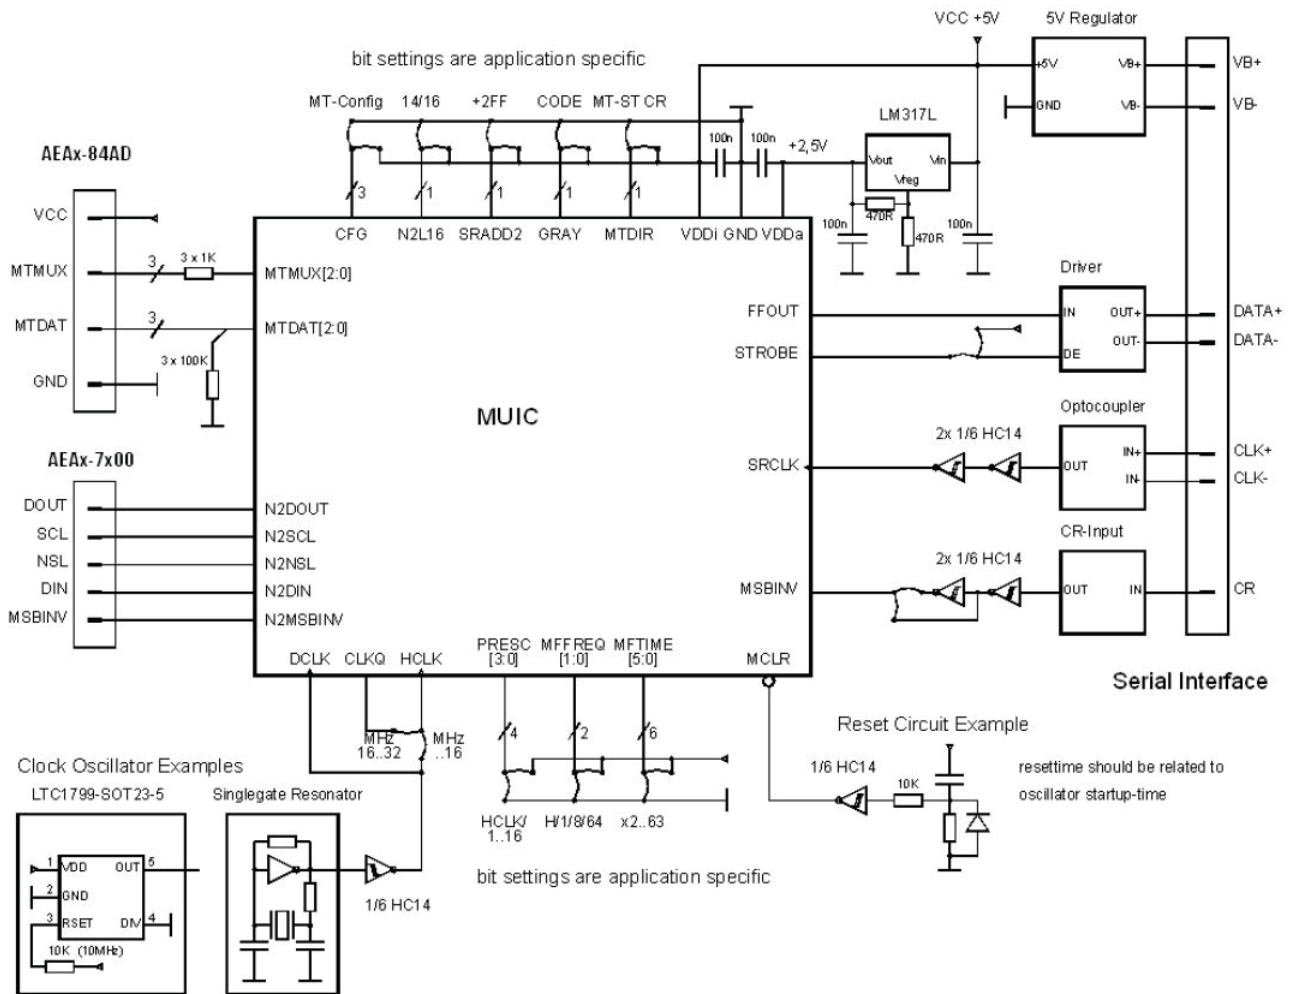 VCC +5V
5V Regulator
bit settings are application specific
+5V
VB+
VB+
GND
VB-
VB-
MT-Config
14/16
+2FF
CODE
MT-ST CR
LM317L
100n
100n
+2,5V
Vout
Vin
Vreg
AEAx-84AD
3
1
1
1
1
470R
470R
100n
100n
VCC
CFG
N2L16
SRADD2
GRAY
MTDIR
VDDi
GND
VDDa
MTMUX
3
3 x 1K
MTMUX[2:0]
Driver
MTDAT
3
MTDAT[2:0]
FFOUT
IN
OUT+
DATA+
OUT-
DATA-
STROBE
DE
3 x 100K
GND
MUIC
Optocoupler
2x 1/6 HC14
AEAx-7x00
SRCLK
OUT
IN+
CLK+
IN-
CLK-
DOUT
N2DOUT
SCL
N2SCL
CR-Input
NSL
N2NSL
2x 1/6 HC14
DIN
N2DIN
MSBINV
OUT
IN
CR
MSBINV
N2MSBINV
DCLK
CLKQ
HCLK
PRESC
[3:0]
MFFREQ
[1:0]
MFTIME
[5:0]
MCLR
Serial Interface
MHz
16..32
MHz
..16
4
2
6
Reset Circuit Example
1/6 HC14
10K
resettime should be related to
oscillator startup-time
Clock Oscillator Examples
LTC1799-SOT23-5
Singlegate Resonator
HCLK/
1..16
H/1/8/64
x2..63
bit settings are application specific
1
VDD
OUT
5
2
GND
3
RSET
DIV
4
10K (10MHz)
1/6 HC14